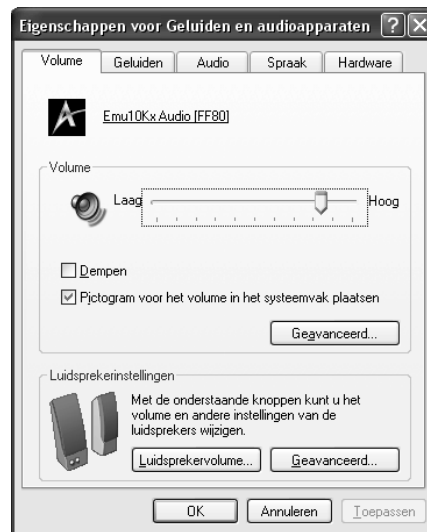 Eigenschappen voor Geluiden en audioapparaten
Volume Geluiden Audio Spraak Hardware
Emu10Kx Audio [FF80]
Volume
Laag Hoog
Dempen
Pictogram voor het volume in het systeemvak plaatsen
Geavanceerd...
Luidsprekerinstellingen
Met de onderstaande knoppen kunt u het
volume en andere instellingen van de
luidsprekers wijzigen.
Luidsprekervolume... Geavanceerd...
OK Annuleren Toepassen